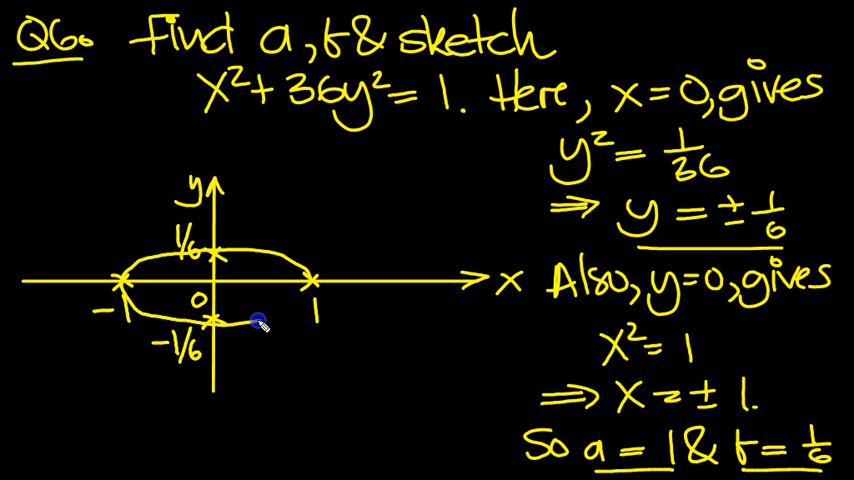 Q6. Find a, b & sketch
x² + 36y² = 1. Here, x = 0, gives
y² = 1/36
⇒ y = ± 1/6
Also, y = 0, gives
x² = 1
⇒ x = ± 1.
So a = 1 & b = 1/6
y
1/6
x
0
-1
1
-1/6